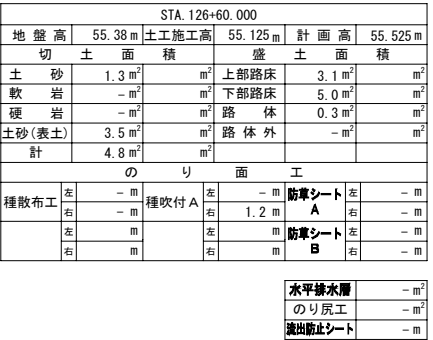 STA.126+60.000
地 盤 高 55.38 m 土工施工高 55.125 m 計 画 高 55.525 m
切 土 面 積 盛 土 面 積
土 砂 1.3 m² m² 上部路床 3.1 m² m²
軟 岩 - m² m² 下部路床 5.0 m² m²
硬 岩 - m² m² 路 体 0.3 m² m²
土砂(表土) 3.5 m² m² 路 体 外 - m² m²
計 4.8 m² m²
の り 面 工
種散布工 左 - m 種吹付A 左 - m 防草シート A 左 - m
右 - m 右 1.2 m 右 - m
左 m 左 m 防草シート B 左 - m
右 m 右 m 右 - m
水平排水層 - m²
のり尻工 - m²
流出防止シート - m